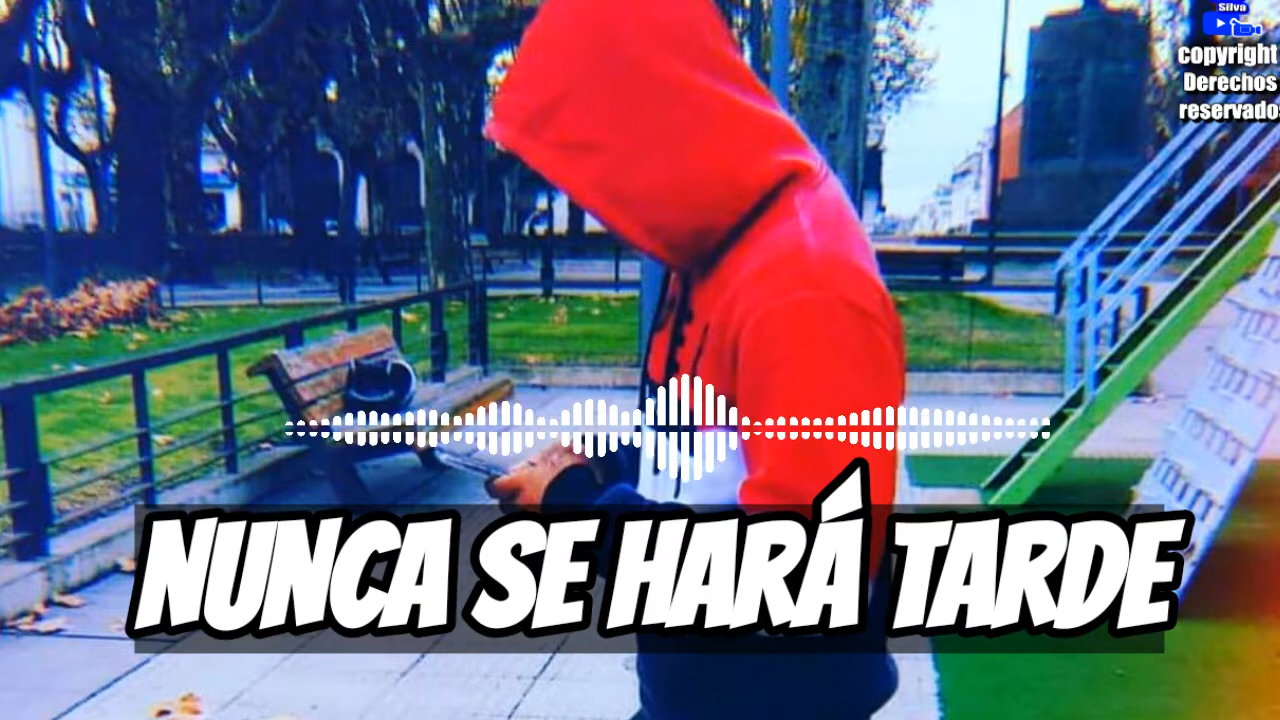 Silva
copyright
Derechos
reservados
NUNCA SE HARÁ TARDE